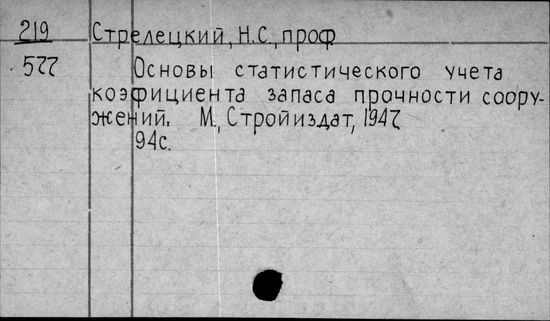 219 Стрелецкий, Н.С., проф
577 Основы статистического учета
коэфициента запаса прочности соору-
жений. М., Стройиздат, 1947
94с.